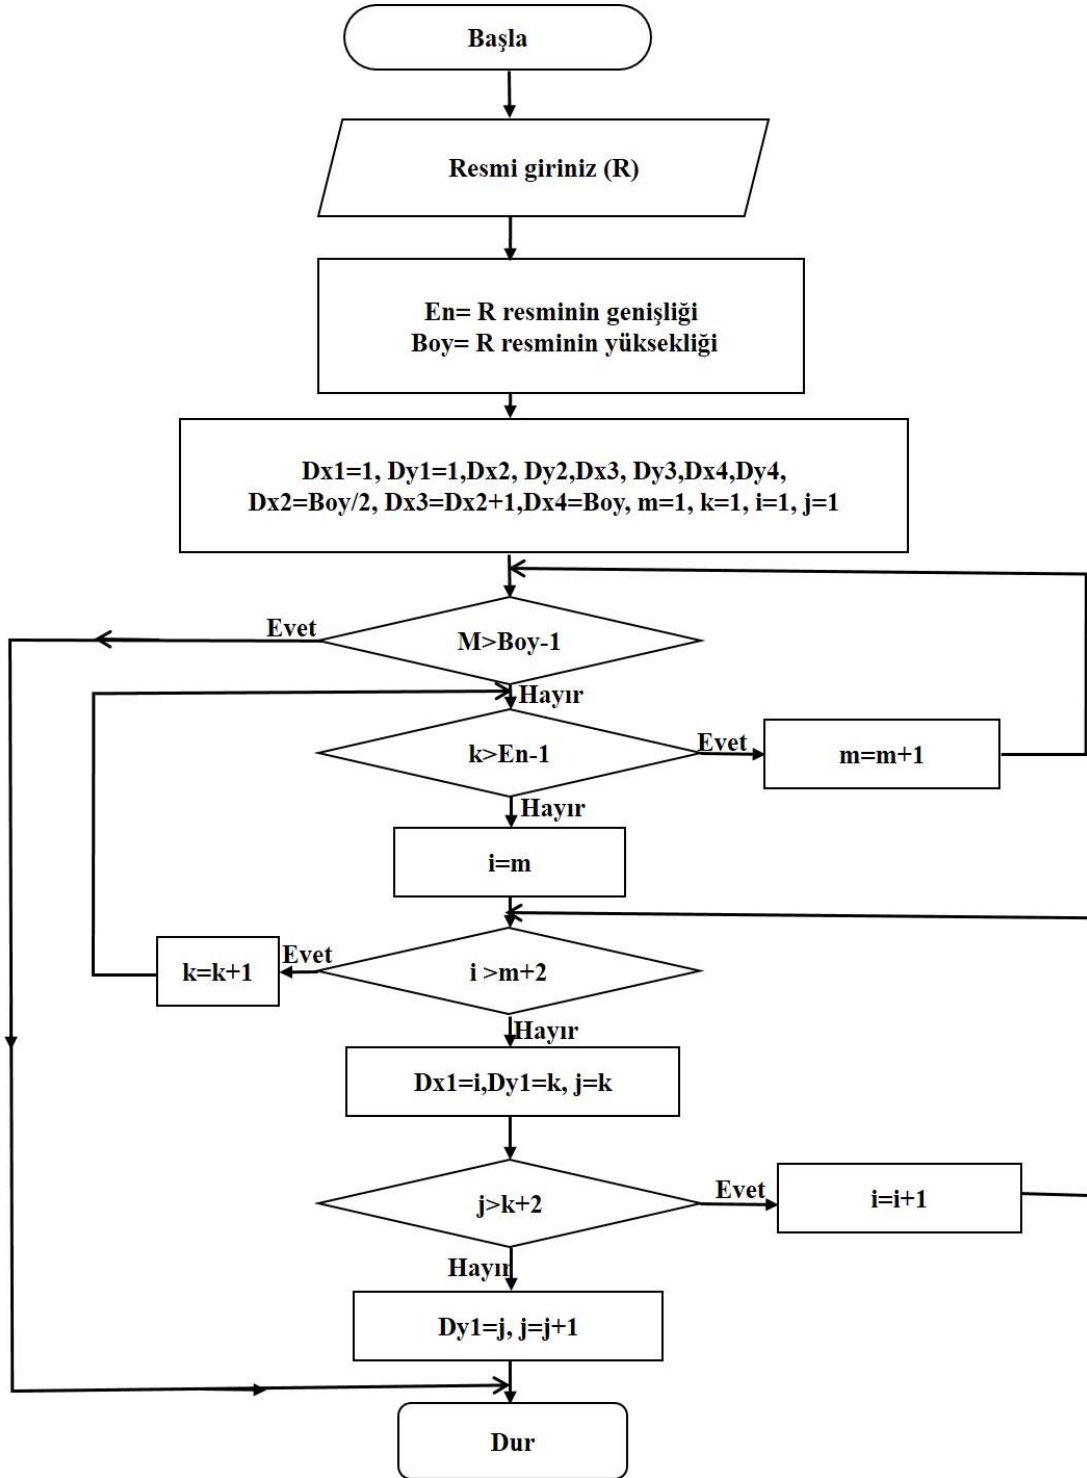 Başla
Resmi giriniz (R)
En= R resminin genişliği
Boy= R resminin yüksekliği
Dx1=1, Dy1=1,Dx2, Dy2,Dx3, Dy3,Dx4,Dy4,
Dx2=Boy/2, Dx3=Dx2+1,Dx4=Boy, m=1, k=1, i=1, j=1
Evet
M>Boy-1
Hayır
k>En-1
Evet
m=m+1
Hayır
i=m
k=k+1
Evet
i >m+2
Hayır
Dx1=i,Dy1=k, j=k
j>k+2
Evet
i=i+1
Hayır
Dy1=j, j=j+1
Dur